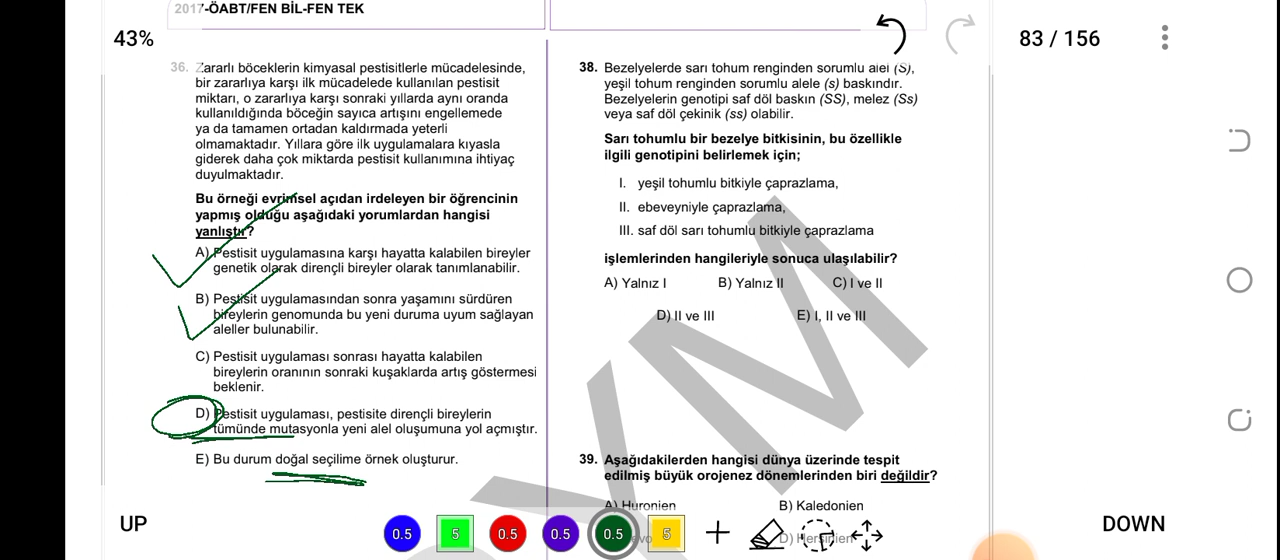 2017-ÖABT/FEN BİL-FEN TEK
43%
83 / 156
36. Zararlı böceklerin kimyasal pestisitlerle mücadelesinde,
bir zararlıya karşı ilk mücadelede kullanılan pestisit
miktarı, o zararlıya karşı sonraki yıllarda aynı oranda
kullanıldığında böceğin sayıca artışını engellemede
ya da tamamen ortadan kaldırmada yeterli
olmamaktadır. Yıllara göre ilk uygulamalara kıyasla
giderek daha çok miktarda pestisit kullanımına ihtiyaç
duyulmaktadır.
Bu örneği evrimsel açıdan irdeleyen bir öğrencinin
yapmış olduğu aşağıdaki yorumlardan hangisi
yanlıştır?
A) Pestisit uygulamasına karşı hayatta kalabilen bireyler
genetik olarak dirençli bireyler olarak tanımlanabilir.
B) Pestisit uygulamasından sonra yaşamını sürdüren
bireylerin genomunda bu yeni duruma uyum sağlayan
aleller bulunabilir.
C) Pestisit uygulaması sonrası hayatta kalabilen
bireylerin oranının sonraki kuşaklarda artış göstermesi
beklenir.
D) Pestisit uygulaması, pestisite dirençli bireylerin
tümünde mutasyonla yeni alel oluşumuna yol açmıştır.
E) Bu durum doğal seçilime örnek oluşturur.
38. Bezelyelerde sarı tohum renginden sorumlu alel (S),
yeşil tohum renginden sorumlu alele (s) baskındır.
Bezelyelerin genotipi saf döl baskın (SS), melez (Ss)
veya saf döl çekinik (ss) olabilir.
Sarı tohumlu bir bezelye bitkisinin, bu özellikle
ilgili genotipini belirlemek için;
I. yeşil tohumlu bitkiyle çaprazlama,
II. ebeveyniyle çaprazlama,
III. saf döl sarı tohumlu bitkiyle çaprazlama
işlemlerinden hangileriyle sonuca ulaşılabilir?
A) Yalnız I B) Yalnız II C) I ve II
D) II ve III E) I, II ve III
39. Aşağıdakilerden hangisi dünya üzerinde tespit
edilmiş büyük orojenez dönemlerinden biri değildir?
A) Huronien B) Kaledonien
D) Hersinien
YM
UP
0.5 5 0.5 0.5 0.5 5
DOWN